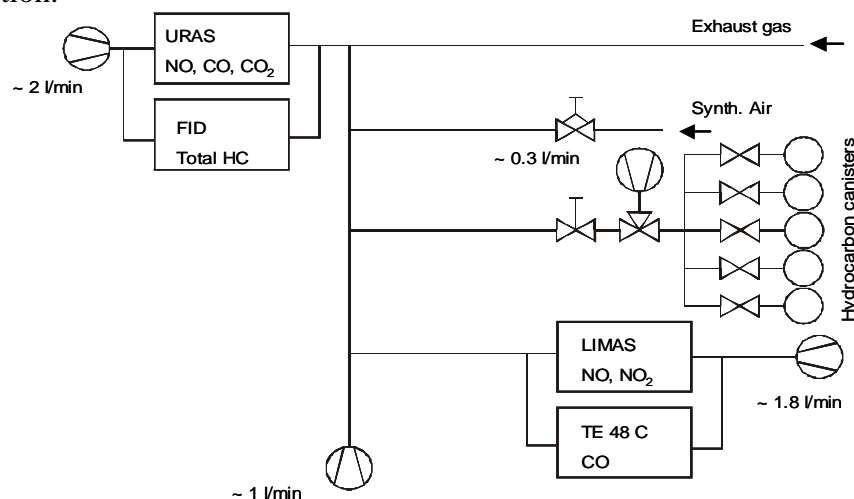 tion.
URAS
NO, CO, CO₂
~ 2 l/min
FID
Total HC
Exhaust gas
Synth. Air
~ 0.3 l/min
Hydrocarbon canisters
LIMAS
NO, NO₂
~ 1.8 l/min
TE 48 C
CO
~ 1 l/min